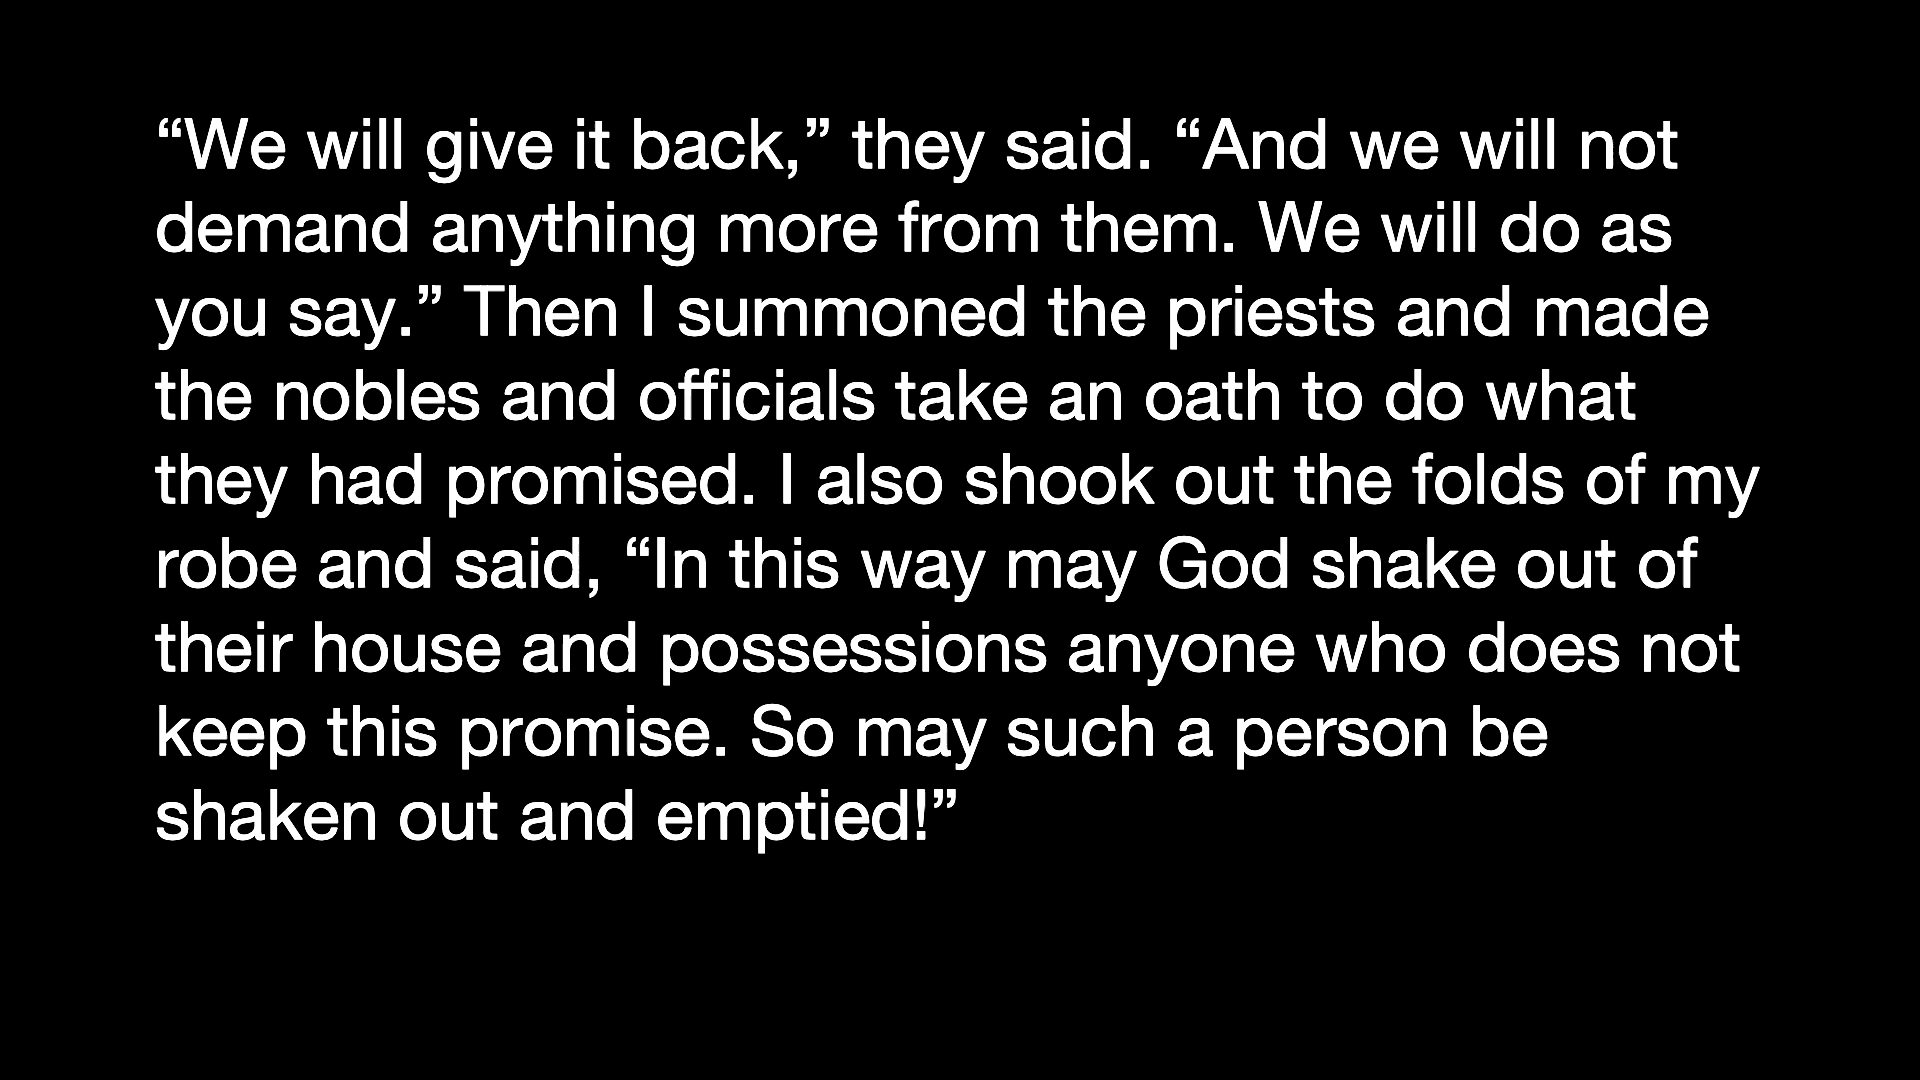 “We will give it back,” they said. “And we will not
demand anything more from them. We will do as
you say.” Then I summoned the priests and made
the nobles and officials take an oath to do what
they had promised. I also shook out the folds of my
robe and said, “In this way may God shake out of
their house and possessions anyone who does not
keep this promise. So may such a person be
shaken out and emptied!”